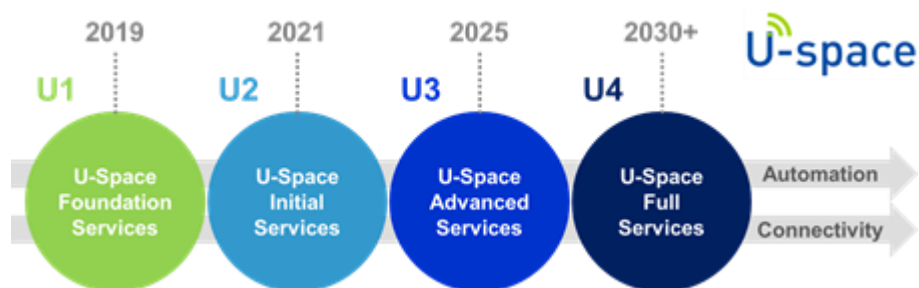 2019
2021
2025
2030+
U-space
U1
U2
U3
U4
U-Space
Foundation
Services
U-Space
Initial
Services
U-Space
Advanced
Services
U-Space
Full
Services
Automation
Connectivity